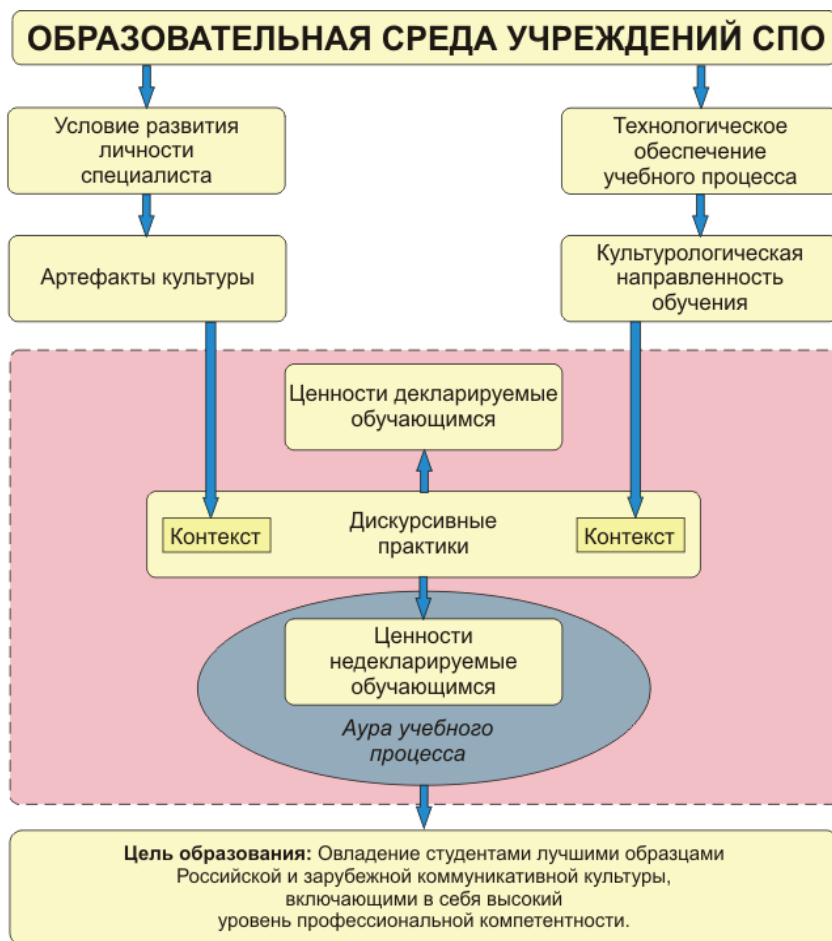 ОБРАЗОВАТЕЛЬНАЯ СРЕДА УЧРЕЖДЕНИЙ СПО
Условие развития
личности
специалиста
Технологическое
обеспечение
учебного процесса
Артефакты культуры
Культурологическая
направленность
обучения
Ценности декларируемые
обучающимся
Контекст
Дискурсивные
практики
Контекст
Ценности
недекларируемые
обучающимся
Аура учебного
процесса
Цель образования: Овладение студентами лучшими образцами
Российской и зарубежной коммуникативной культуры,
включающими в себя высокий
уровень профессиональной компетентности.